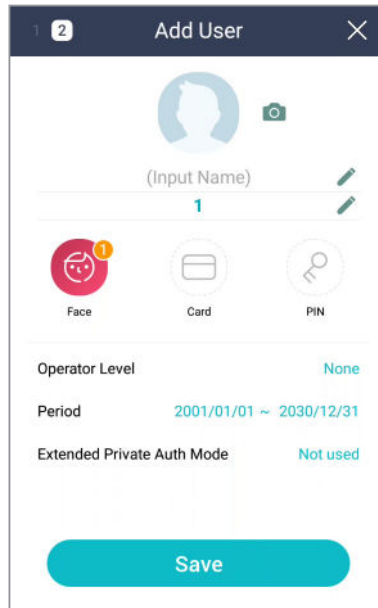 1 2 Add User
(Input Name)
1
1
Face Card PIN
Operator Level None
Period 2001/01/01 ~ 2030/12/31
Extended Private Auth Mode Not used
Save